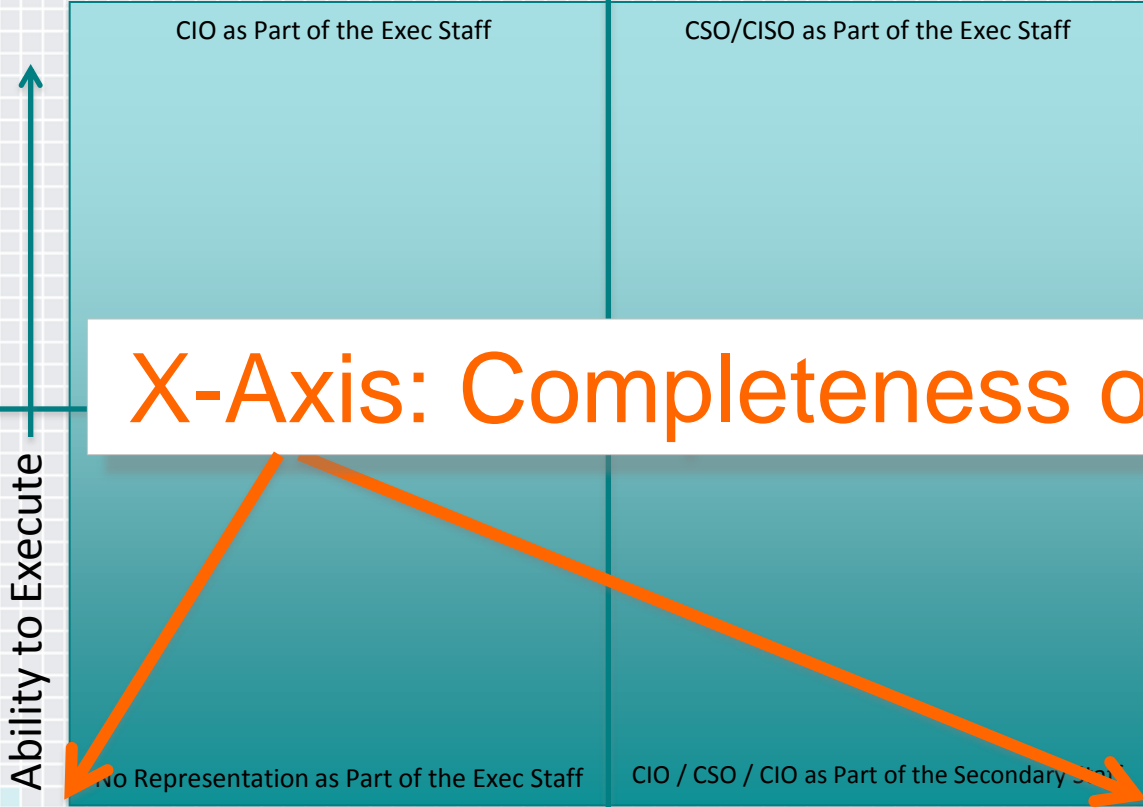 CIO as Part of the Exec Staff
CSO/CISO as Part of the Exec Staff
X-Axis: Completeness o
Ability to Execute
No Representation as Part of the Exec Staff
CIO / CSO / CIO as Part of the Secondary Staff